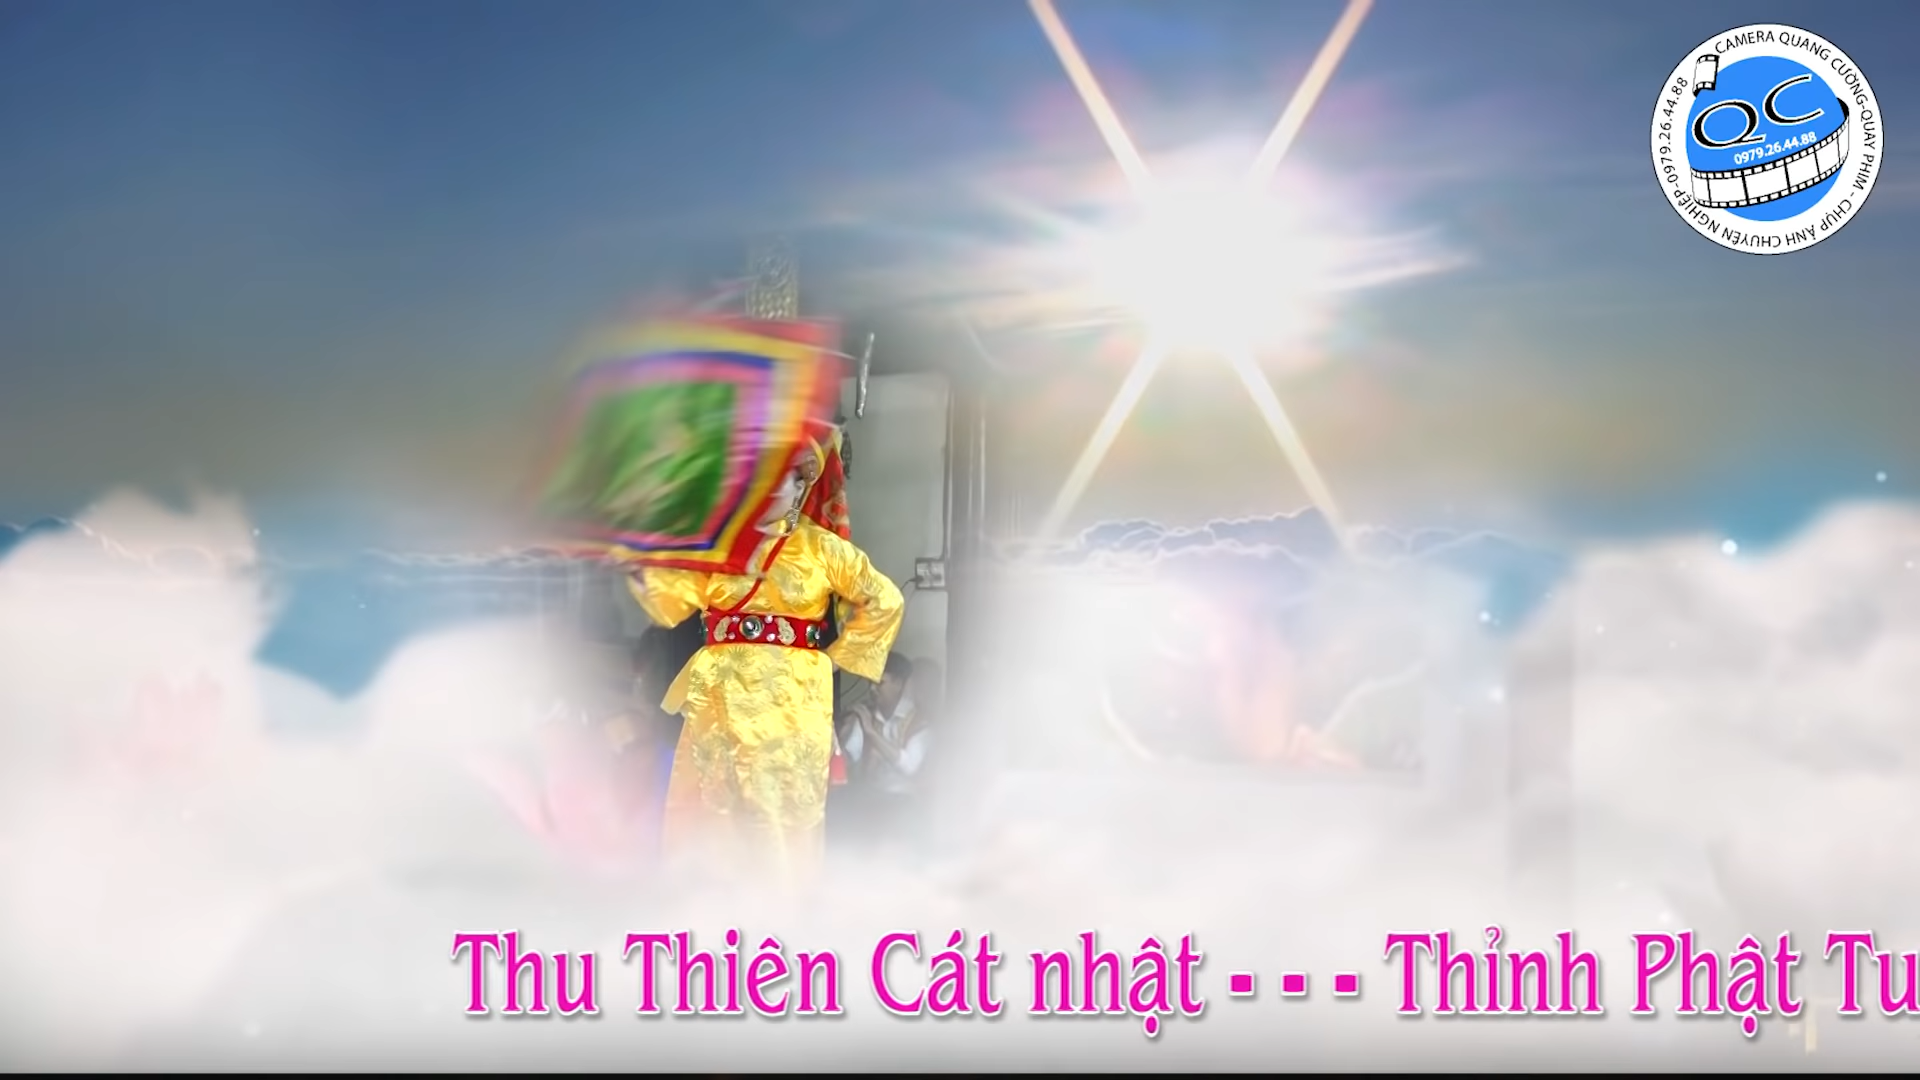 CAMERA QUANG CƯỜNG-QUAY PHIM - CHỤP ẢNH CHUYÊN NGHIỆP-0979.26.44.88
QC
0979.26.44.88
Thu Thiên Cát nhật - - - Thỉnh Phật Tu